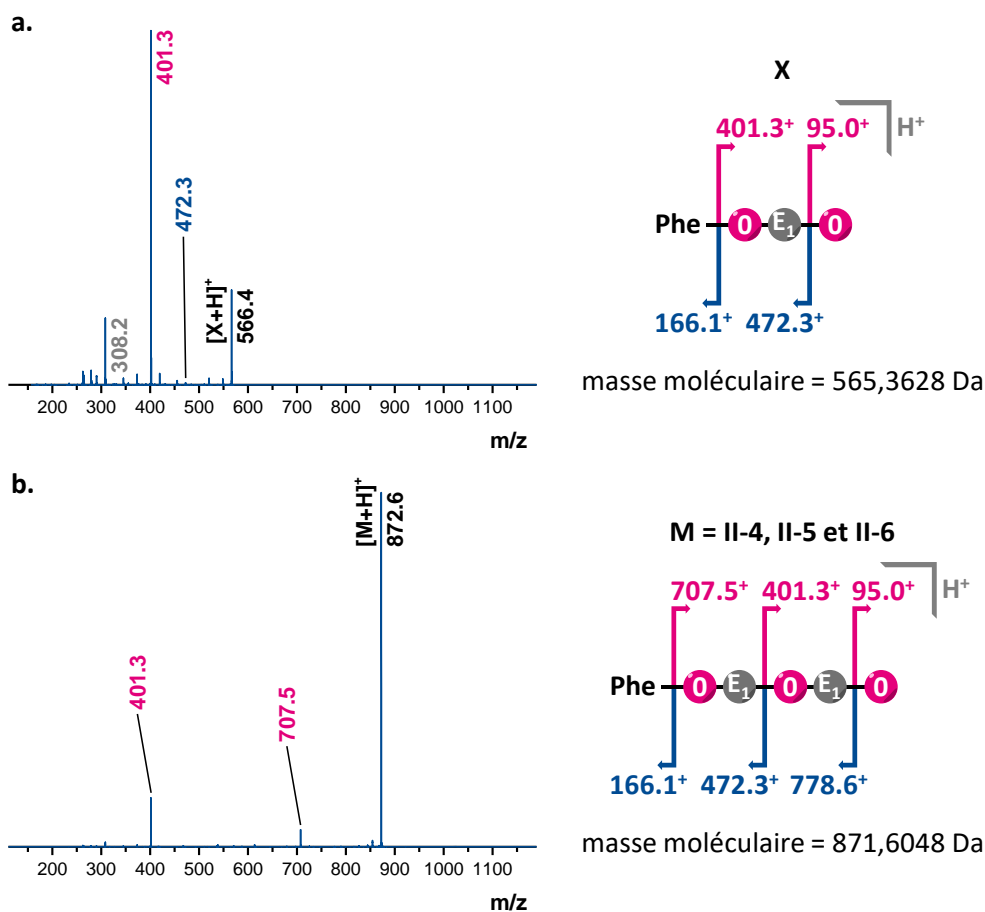 a.
401.3
472.3
308.2
[X+H]⁺
566.4
200 300 400 500 600 700 800 900 1000 1100
m/z
X
401.3⁺ 95.0⁺
H⁺
Phe 0 E₁ 0
166.1⁺ 472.3⁺
masse moléculaire = 565,3628 Da
b.
401.3
707.5
[M+H]⁺
872.6
200 300 400 500 600 700 800 900 1000 1100
m/z
M = II-4, II-5 et II-6
707.5⁺ 401.3⁺ 95.0⁺
H⁺
Phe 0 E₁ 0 E₁ 0
166.1⁺ 472.3⁺ 778.6⁺
masse moléculaire = 871,6048 Da